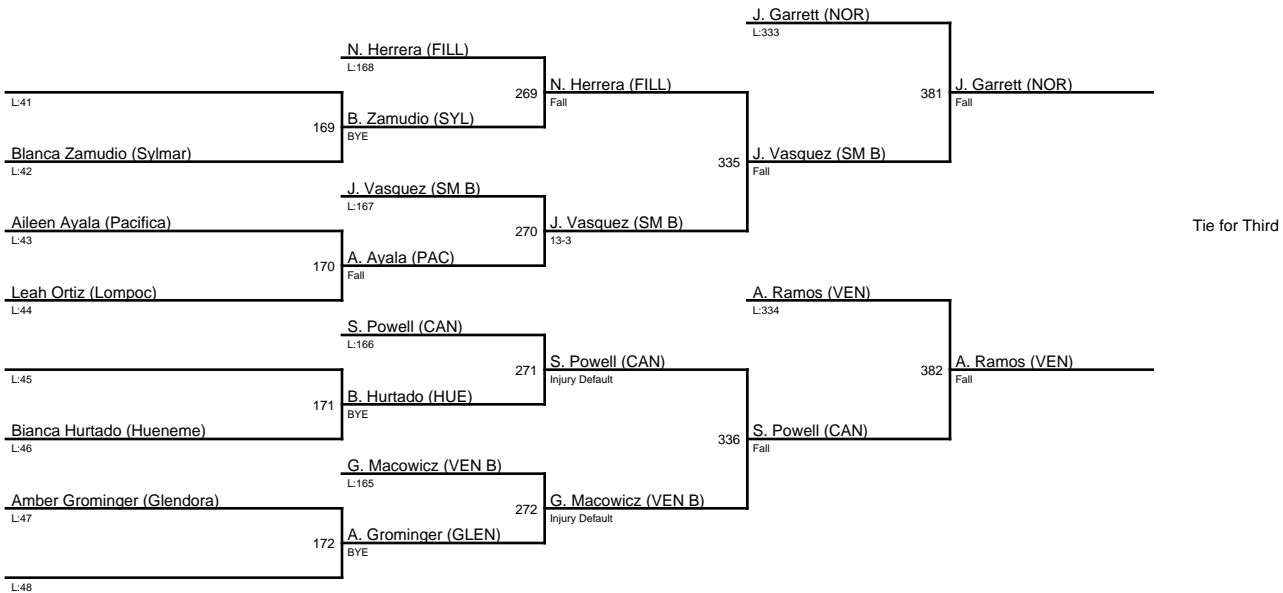 J. Garrett (NOR)
L:333
N. Herrera (FILL)
L:168
269
N. Herrera (FILL)
Fall
381
J. Garrett (NOR)
Fall
L:41
169
B. Zamudio (SYL)
BYE
Blanca Zamudio (Sylmar)
L:42
335
J. Vasquez (SM B)
Fall
J. Vasquez (SM B)
L:167
Aileen Ayala (Pacifica)
L:43
270
J. Vasquez (SM B)
13-3
Tie for Third
170
A. Ayala (PAC)
Fall
Leah Ortiz (Lompoc)
L:44
A. Ramos (VEN)
L:334
S. Powell (CAN)
L:166
L:45
271
S. Powell (CAN)
Injury Default
382
A. Ramos (VEN)
Fall
171
B. Hurtado (HUE)
BYE
Bianca Hurtado (Hueneme)
L:46
336
S. Powell (CAN)
Fall
G. Macowicz (VEN B)
L:165
Amber Grominger (Glendora)
L:47
272
G. Macowicz (VEN B)
Injury Default
172
A. Grominger (GLEN)
BYE
L:48